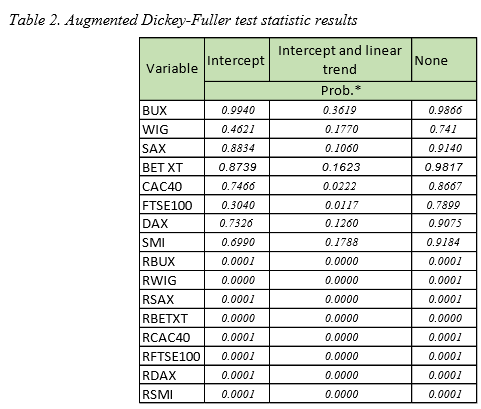 Table 2. Augmented Dickey-Fuller test statistic results
Variable Intercept Intercept and linear trend None
Prob.*
BUX 0.9940 0.3619 0.9866
WIG 0.4621 0.1770 0.741
SAX 0.8834 0.1060 0.9140
BET XT 0.8739 0.1623 0.9817
CAC40 0.7466 0.0222 0.8667
FTSE100 0.3040 0.0117 0.7899
DAX 0.7326 0.1260 0.9075
SMI 0.6990 0.1788 0.9184
RBUX 0.0001 0.0000 0.0001
RWIG 0.0000 0.0000 0.0001
RSAX 0.0001 0.0000 0.0001
RBETXT 0.0000 0.0000 0.0000
RCAC40 0.0001 0.0000 0.0001
RFTSE100 0.0001 0.0000 0.0001
RDAX 0.0001 0.0000 0.0001
RSMI 0.0001 0.0000 0.0001